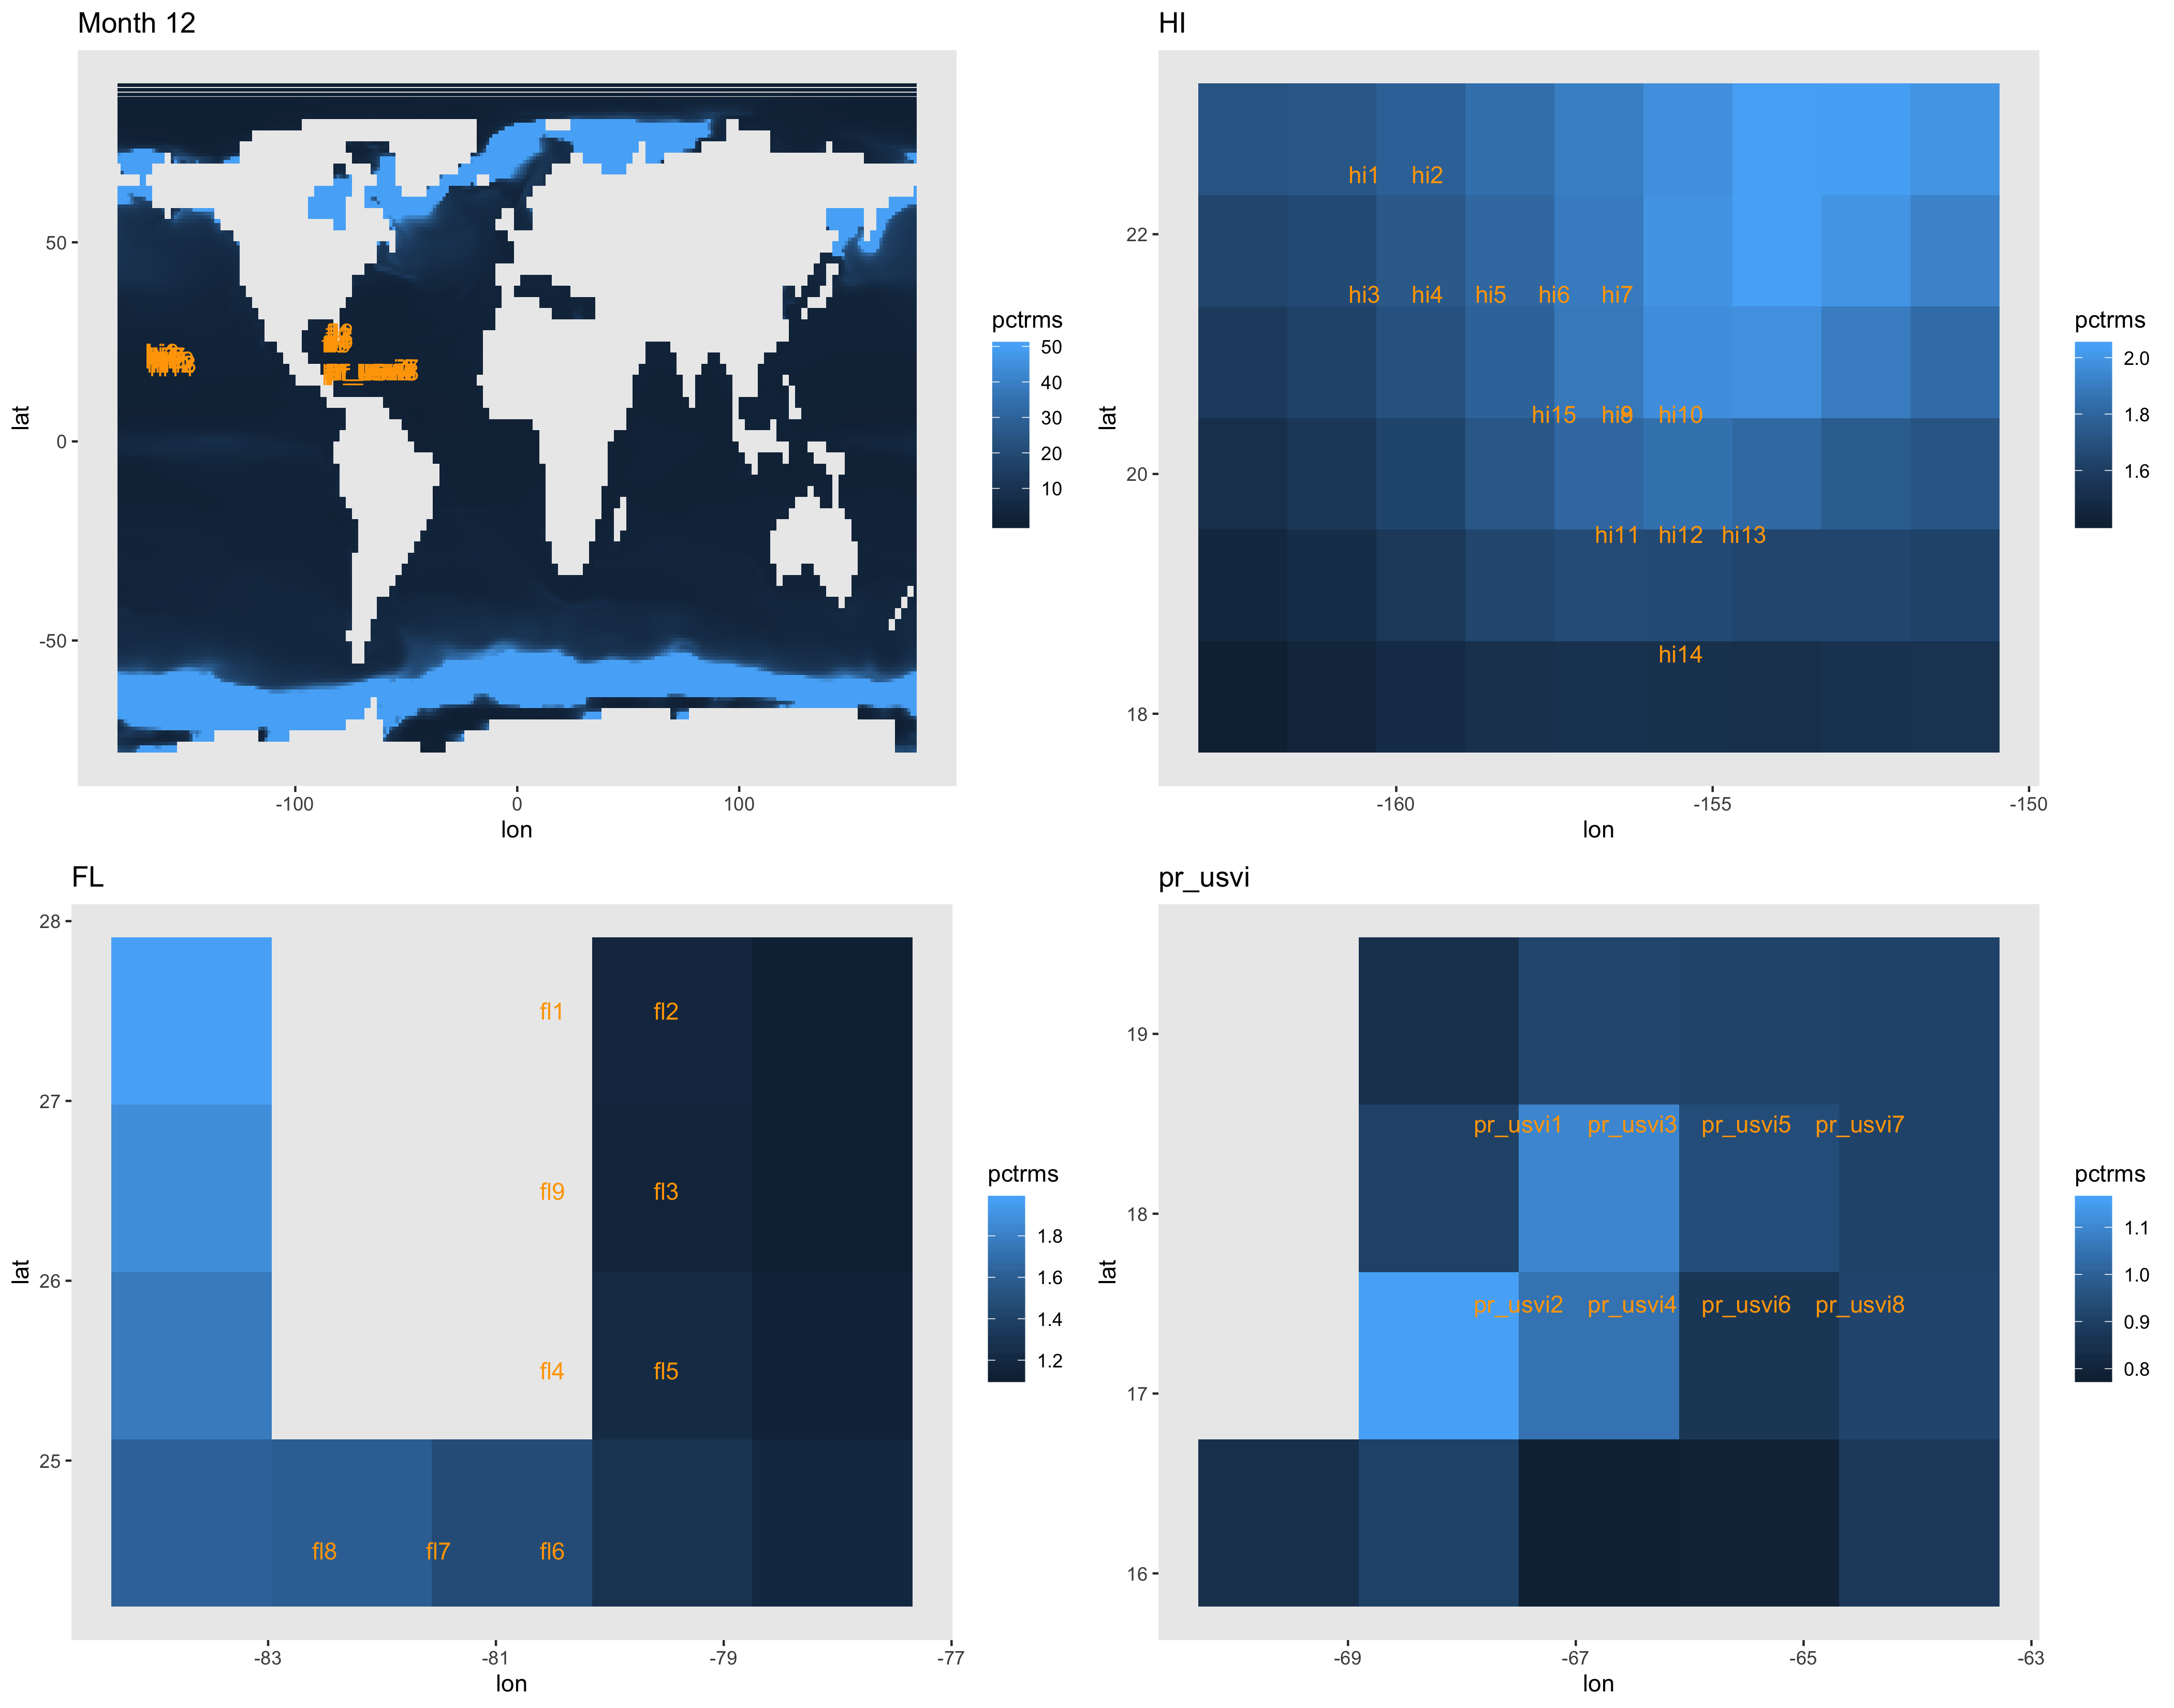 Month 12
lat
50
0
-50
-100
0
100
lon
pctrms
50
40
30
20
10
HI
lat
22
20
18
hi1 hi2
hi3 hi4 hi5 hi6 hi7
hi15 hi10
hi11 hi12 hi13
hi14
-160
-155
-150
lon
pctrms
2.0
1.8
1.6
FL
lat
28
27
26
25
fl1 fl2
fl9 fl3
fl4 fl5
fl8 fl7 fl6
-83
-81
-79
-77
lon
pctrms
1.8
1.6
1.4
1.2
pr_usvi
lat
19
18
17
16
pr_usvi1 pr_usvi3 pr_usvi5 pr_usvi7
pr_usvi2 pr_usvi4 pr_usvi6 pr_usvi8
-69
-67
-65
-63
lon
pctrms
1.1
1.0
0.9
0.8